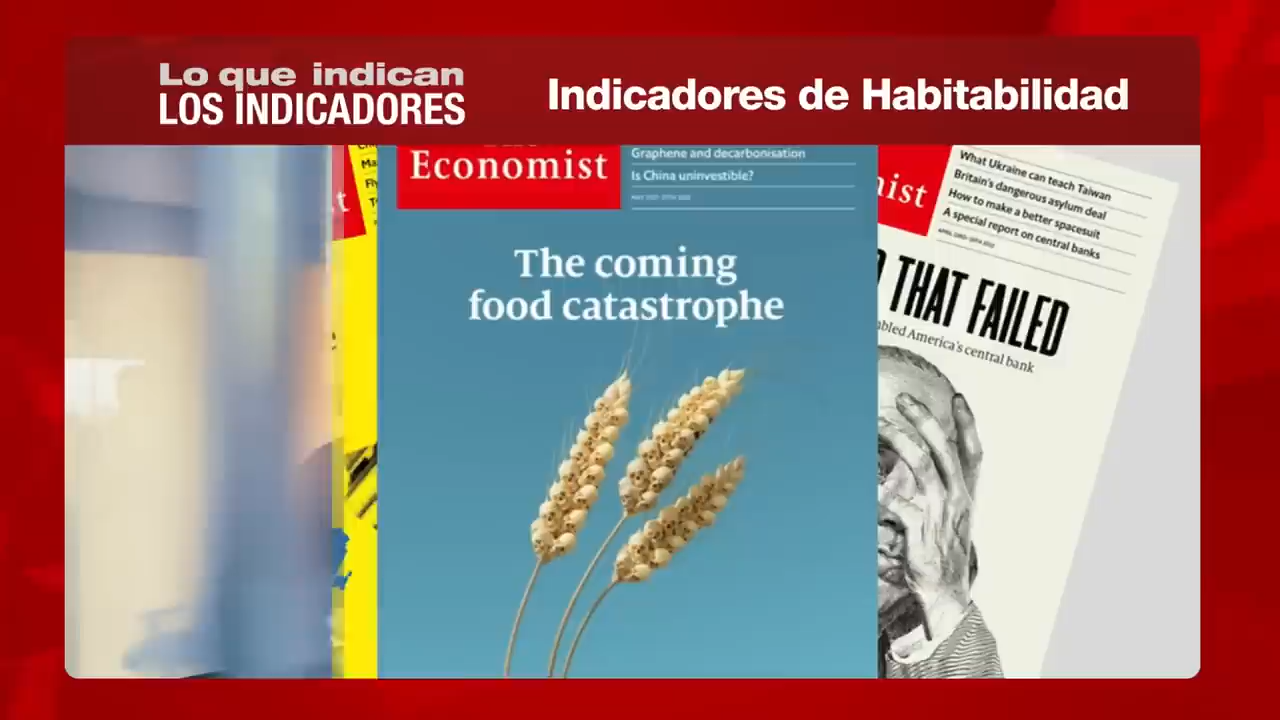 Lo que indican
LOS INDICADORES
Indicadores de Habitabilidad
The
Economist
Graphene and decarbonisation
Is China uninvestible?
The coming
food catastrophe
What Ukraine can teach Taiwan
Britain's dangerous asylum deal
How to make a better spacesuit
A special report on central banks
THAT FAILED
America's central bank